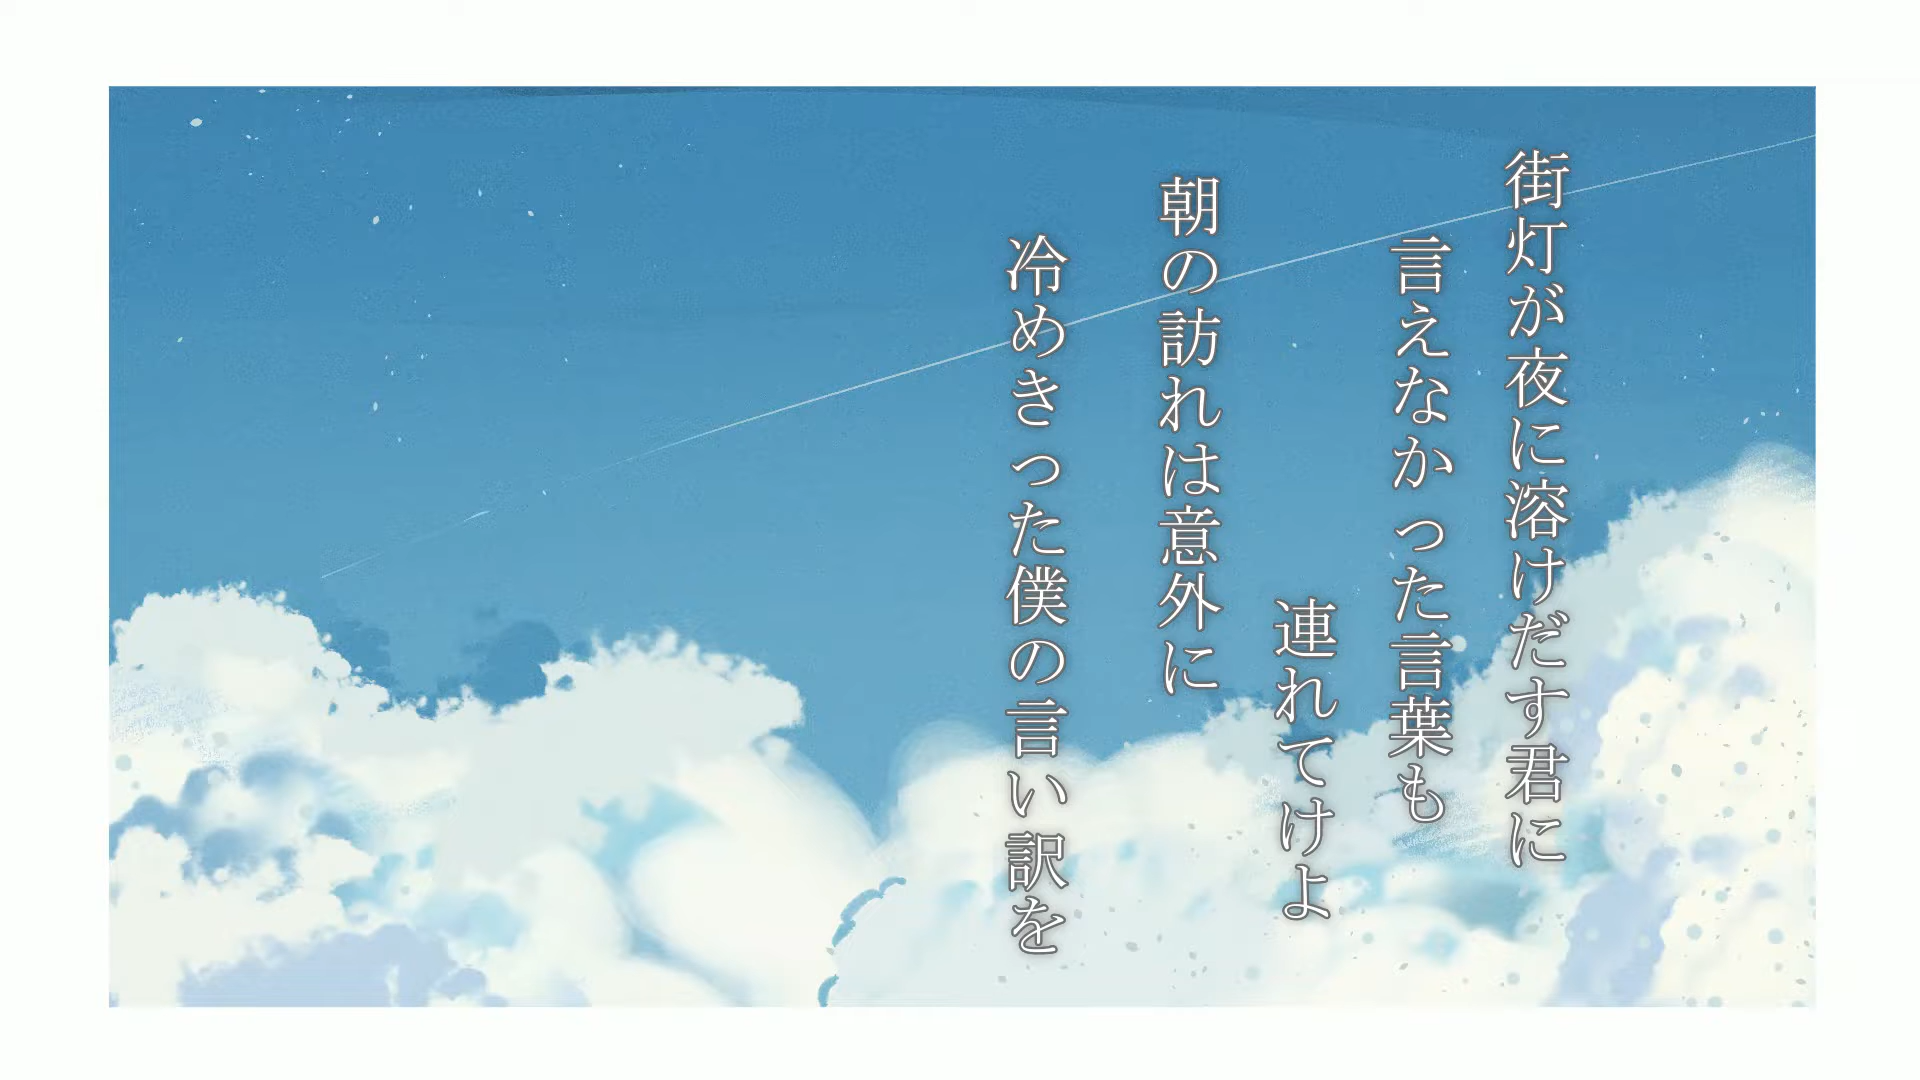 街灯が夜に溶けだす君に
言えなかった言葉も
連れてけよ
朝の訪れは意外に
冷めきった僕の言い訳を